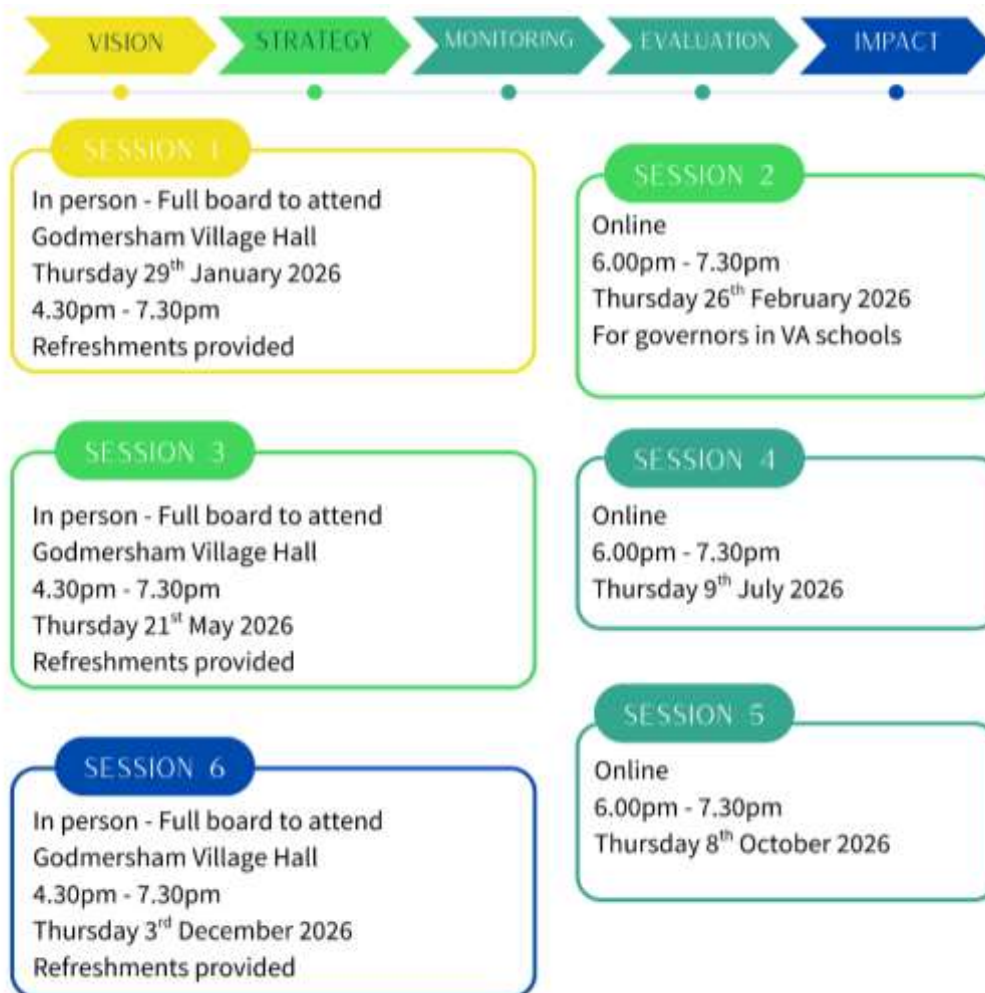 VISION
STRATEGY
MONITORING
EVALUATION
IMPACT
SESSION 1
In person - Full board to attend
Godmersham Village Hall
Thursday 29th January 2026
4.30pm - 7.30pm
Refreshments provided
SESSION 2
Online
6.00pm - 7.30pm
Thursday 26th February 2026
For governors in VA schools
SESSION 3
In person - Full board to attend
Godmersham Village Hall
4.30pm - 7.30pm
Thursday 21st May 2026
Refreshments provided
SESSION 4
Online
6.00pm - 7.30pm
Thursday 9th July 2026
SESSION 5
Online
6.00pm - 7.30pm
Thursday 8th October 2026
SESSION 6
In person - Full board to attend
Godmersham Village Hall
4.30pm - 7.30pm
Thursday 3rd December 2026
Refreshments provided